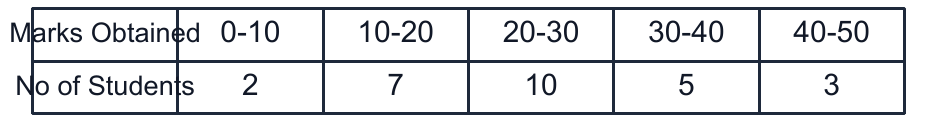 Marks Obtained 0-10 10-20 20-30 30-40 40-50
No of Students 2 7 10 5 3